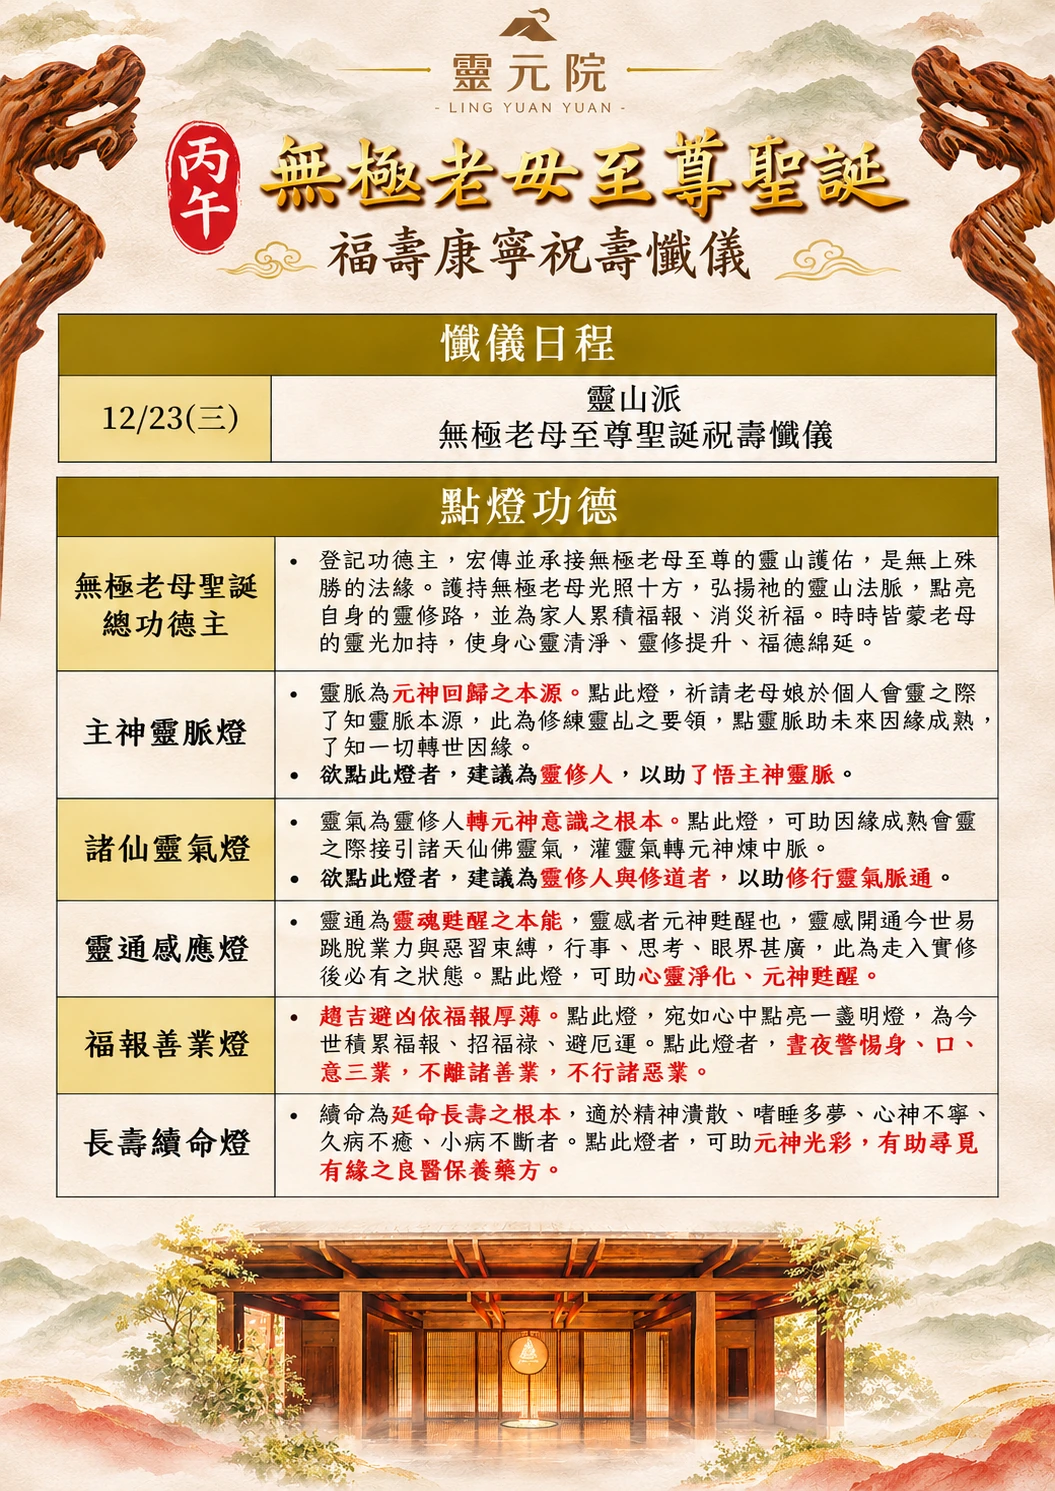 靈元院
- LING YUAN YUAN -
丙午
無極老母至尊聖誕
福壽康寧祝壽懺儀
懺儀日程
12/23(三)
靈山派
無極老母至尊聖誕祝壽懺儀
點燈功德
無極老母聖誕
總功德主
• 登記功德主，宏傳並承接無極老母至尊的靈山護佑，是無上殊
勝的法緣。護持無極老母光照十方，弘揚祂的靈山法脈，點亮
自身的靈修路，並為家人累積福報、消災祈福。時時皆蒙老母
的靈光加持，使身心靈清淨、靈修提升、福德綿延。
主神靈脈燈
• 靈脈為元神回歸之本源。點此燈，祈請老母娘於個人會靈之際
了知靈脈本源，此為修練靈乩之要領，點靈脈助未來因緣成熟，
了知一切轉世因緣。
• 欲點此燈者，建議為靈修人，以助了悟主神靈脈。
諸仙靈氣燈
• 靈氣為靈修人轉元神意識之根本。點此燈，可助因緣成熟會靈
之際接引諸天仙佛靈氣，灌靈氣轉元神煉中脈。
• 欲點此燈者，建議為靈修人與修道者，以助修行靈氣脈通。
靈通感應燈
• 靈通為靈魂甦醒之本能，靈感者元神甦醒也，靈感開通今世易
跳脫業力與惡習束縛，行事、思考、眼界甚廣，此為走入實修
後必有之狀態。點此燈，可助心靈淨化、元神甦醒。
福報善業燈
• 趨吉避凶依福報厚薄。點此燈，宛如心中點亮一盞明燈，為今
世積累福報、招福祿、避厄運。點此燈者，晝夜警惕身、口、
意三業，不離諸善業，不行諸惡業。
長壽續命燈
• 續命為延命長壽之根本，適於精神潰散、嗜睡多夢、心神不寧、
久病不癒、小病不斷者。點此燈者，可助元神光彩，有助尋覓
有緣之良醫保養藥方。